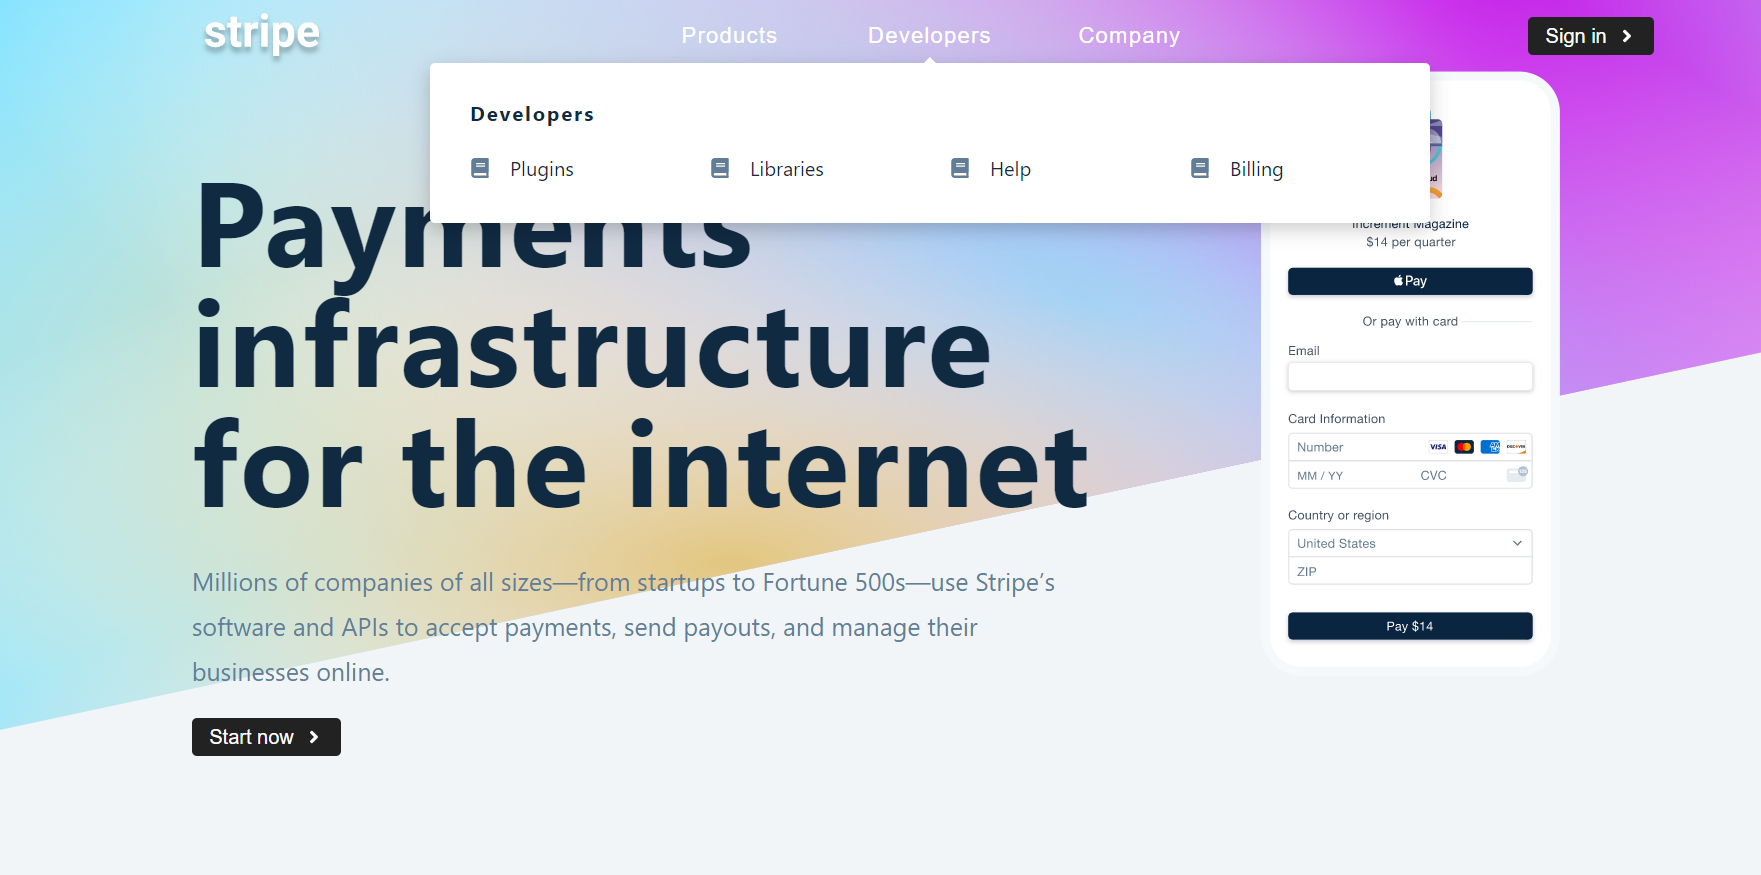 stripe
Products
Developers
Company
Sign in
Developers
Plugins
Libraries
Help
Billing
Payments
infrastructure
for the internet
Millions of companies of all sizes—from startups to Fortune 500s—use Stripe’s
software and APIs to accept payments, send payouts, and manage their
businesses online.
Start now
Increment Magazine
$14 per quarter
Pay
Or pay with card
Email
Card Information
Number
VISA
DISCOVER
MM / YY
CVC
Country or region
United States
ZIP
Pay $14